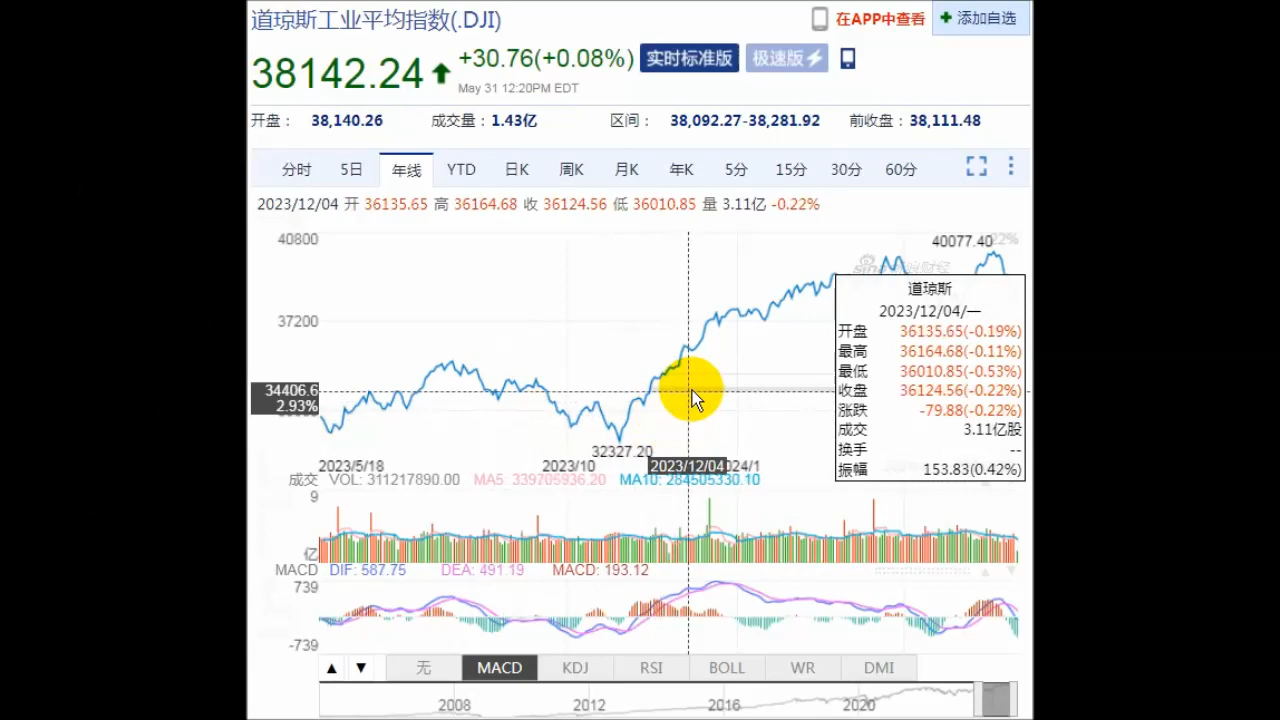 道琼斯工业平均指数(.DJI)
在APP中查看
添加自选
38142.24
+30.76(+0.08%)
May 31 12:20PM EDT
实时标准版
极速版
开盘： 38,140.26 成交量：1.43亿 区间： 38,092.27-38,281.92 前收盘：38,111.48
分时 5日 年线 YTD 日K 周K 月K 年K 5分 15分 30分 60分
2023/12/04 开 36135.65 高 36164.68 收 36124.56 低 36010.85 量 3.11亿 -0.22%
40800
40077.40
37200
34406.6
2.93%
32327.20
道琼斯
2023/12/04/一
开盘 36135.65(-0.19%)
最高 36164.68(-0.11%)
最低 36010.85(-0.53%)
收盘 36124.56(-0.22%)
涨跌 -79.88(-0.22%)
成交 3.11亿股
换手 --
振幅 153.83(0.42%)
2023/5/18 2023/10 2023/12/04 024/1
成交 VOL: 311217890.00 MA5: 339705936.20 MA10: 284505330.10
9
亿
MACD DIF: 587.75 DEA: 491.19 MACD: 193.12
739
-739
▲ ▼ 无 MACD KDJ RSI BOLL WR DMI
2008 2012 2016 2020